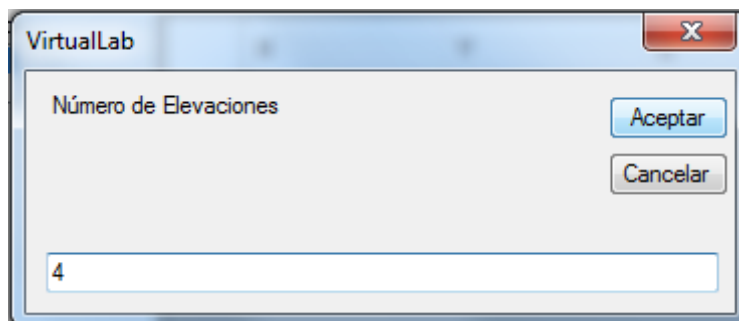 VirtualLab
Número de Elevaciones
Aceptar
Cancelar
4